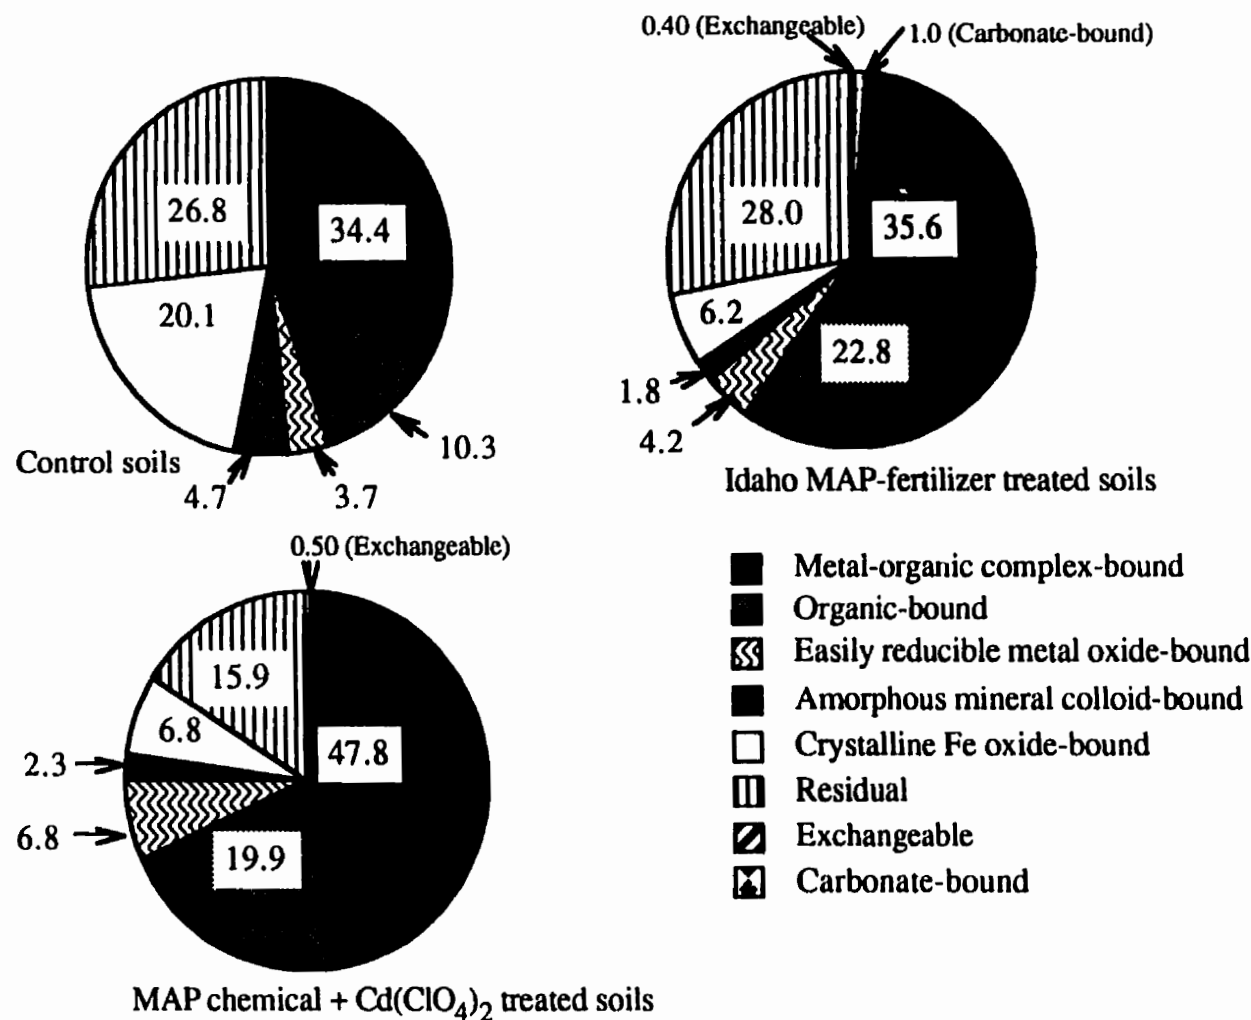 0.40 (Exchangeable)
1.0 (Carbonate-bound)
26.8
34.4
20.1
10.3
4.7
3.7
Control soils
28.0
35.6
6.2
22.8
1.8
4.2
Idaho MAP-fertilizer treated soils
0.50 (Exchangeable)
15.9
6.8
47.8
2.3
6.8
19.9
MAP chemical + Cd(ClO4)2 treated soils
Metal-organic complex-bound
Organic-bound
Easily reducible metal oxide-bound
Amorphous mineral colloid-bound
Crystalline Fe oxide-bound
Residual
Exchangeable
Carbonate-bound